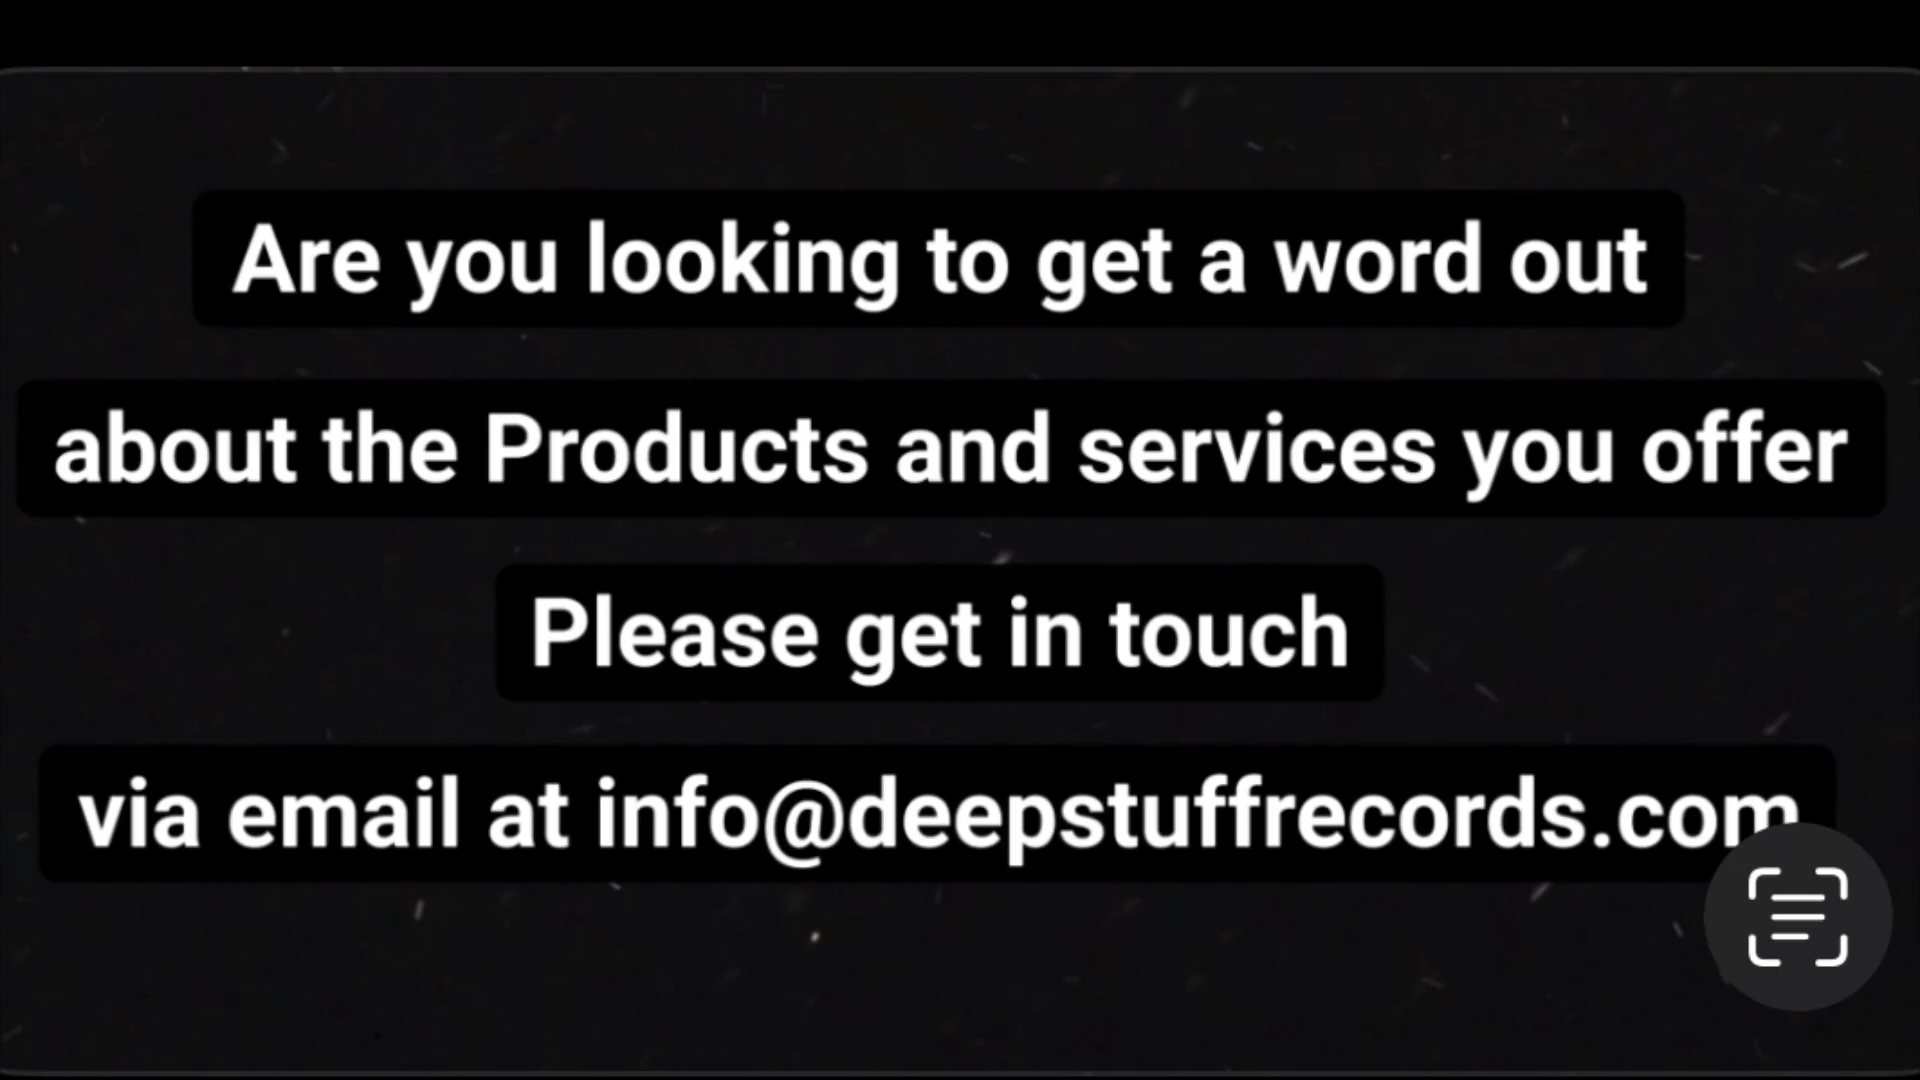 Are you looking to get a word out
about the Products and services you offer
Please get in touch
via email at info@deepstuffrecords.com